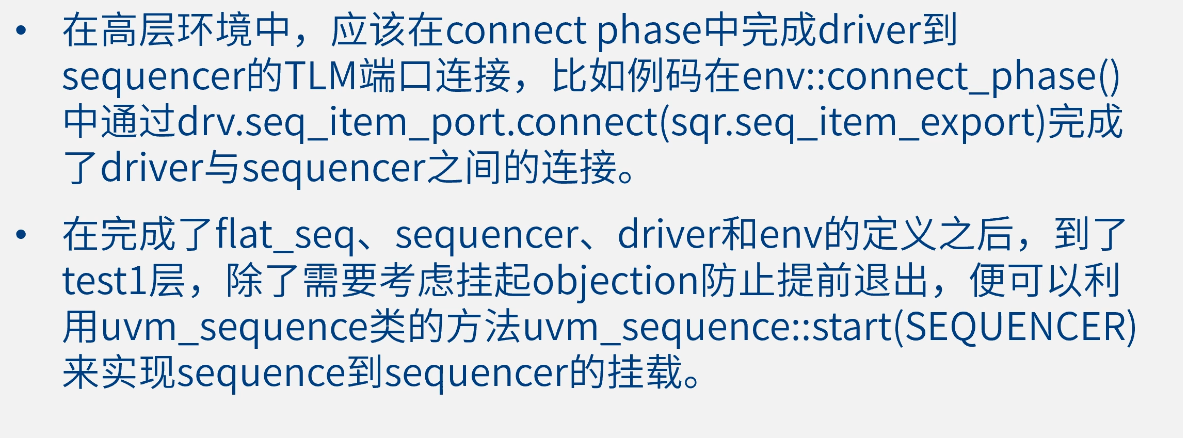 • 在高层环境中，应该在connect phase中完成driver到
sequencer的TLM端口连接，比如例码在env::connect_phase()
中通过drv.seq_item_port.connect(sqr.seq_item_export)完成
了driver与sequencer之间的连接。
• 在完成了flat_seq、sequencer、driver和env的定义之后，到了
test1层，除了需要考虑挂起objection防止提前退出，便可以利
用uvm_sequence类的方法uvm_sequence::start(SEQUENCER)
来实现sequence到sequencer的挂载。